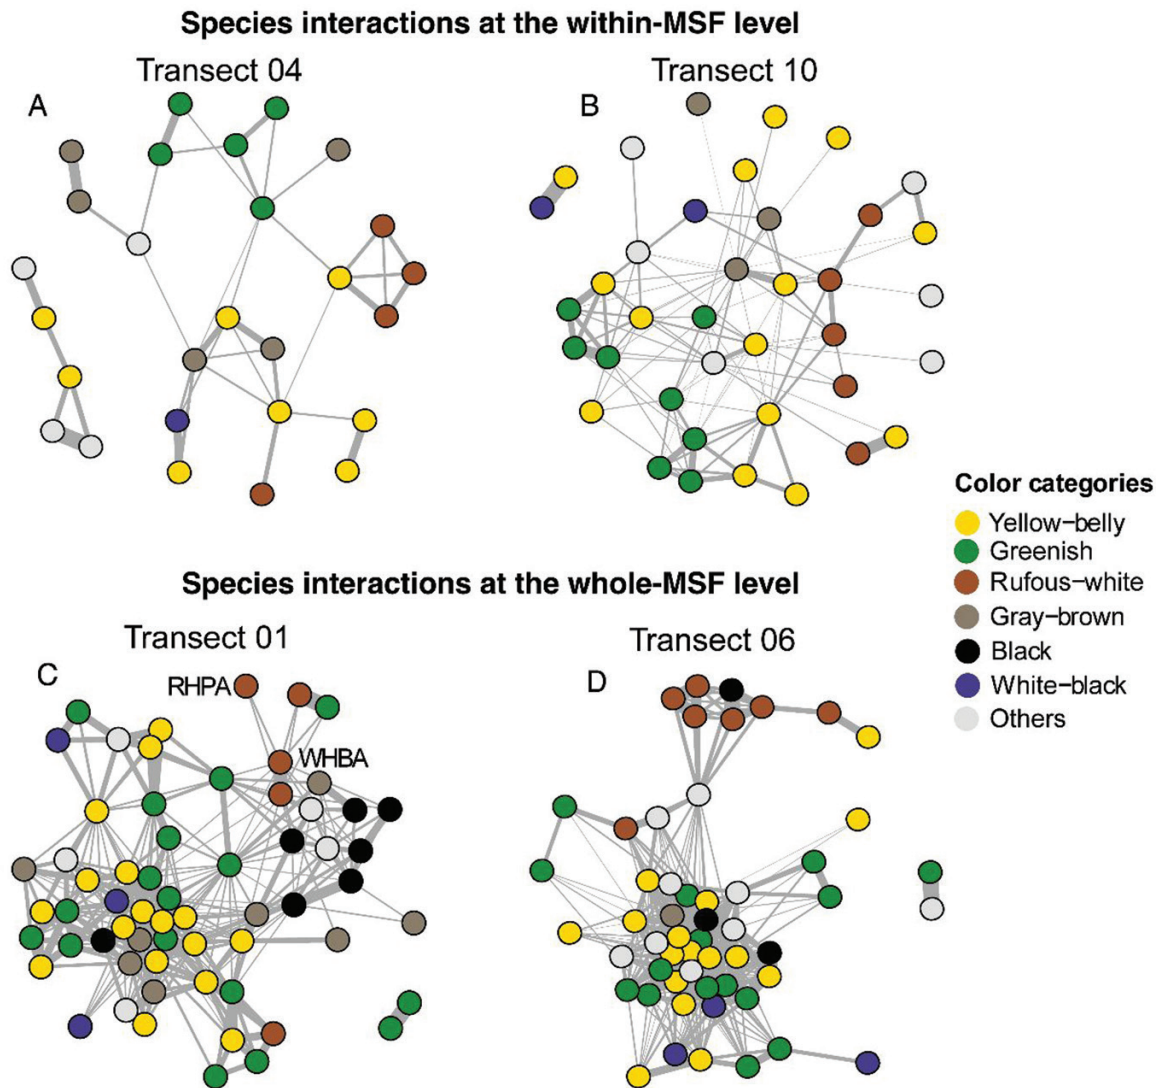 Species interactions at the within-MSF level
Transect 04
Transect 10
A
B
Color categories
Yellow−belly
Greenish
Rufous−white
Gray−brown
Black
White−black
Others
Species interactions at the whole-MSF level
Transect 01
Transect 06
C
RHPA
WHBA
D